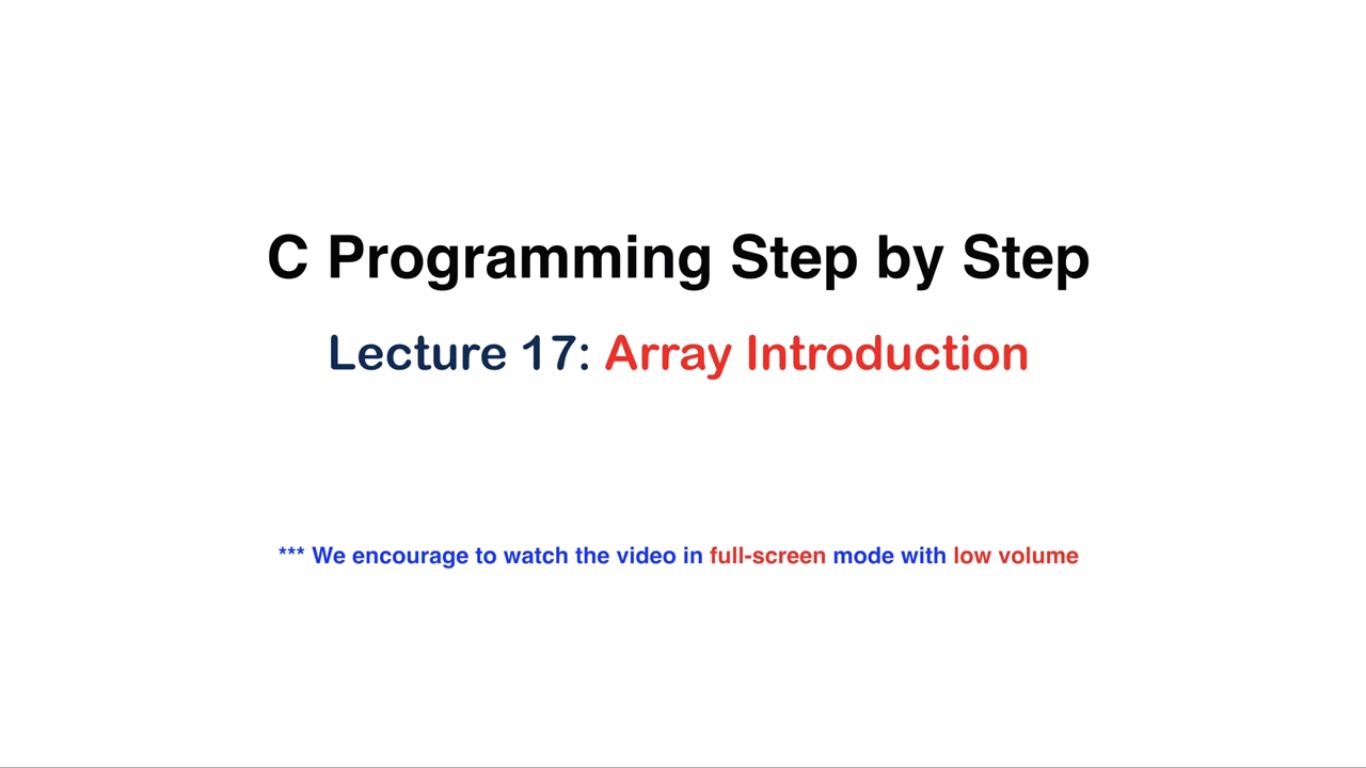 C Programming Step by Step
Lecture 17: Array Introduction
*** We encourage to watch the video in full-screen mode with low volume